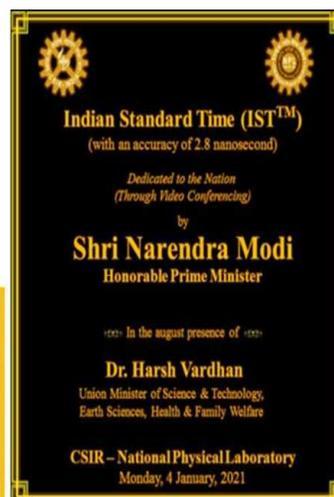 Indian Standard Time (IST™)
(with an accuracy of 2.8 nanosecond)
Dedicated to the Nation
(Through Video Conferencing)
by
Shri Narendra Modi
Honorable Prime Minister
In the august presence of
Dr. Harsh Vardhan
Union Minister of Science & Technology,
Earth Sciences, Health & Family Welfare
CSIR – National Physical Laboratory
Monday, 4 January, 2021